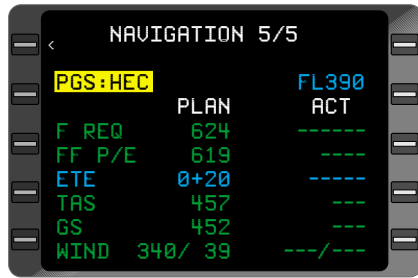 NAVIGATION 5/5
<
PGS:HEC FL390
PLAN ACT
F REQ 624 ------
FF P/E 619 ----
ETE 0+20 -----
TAS 457 ---
GS 452 ---
WIND 340/ 39 ---/---